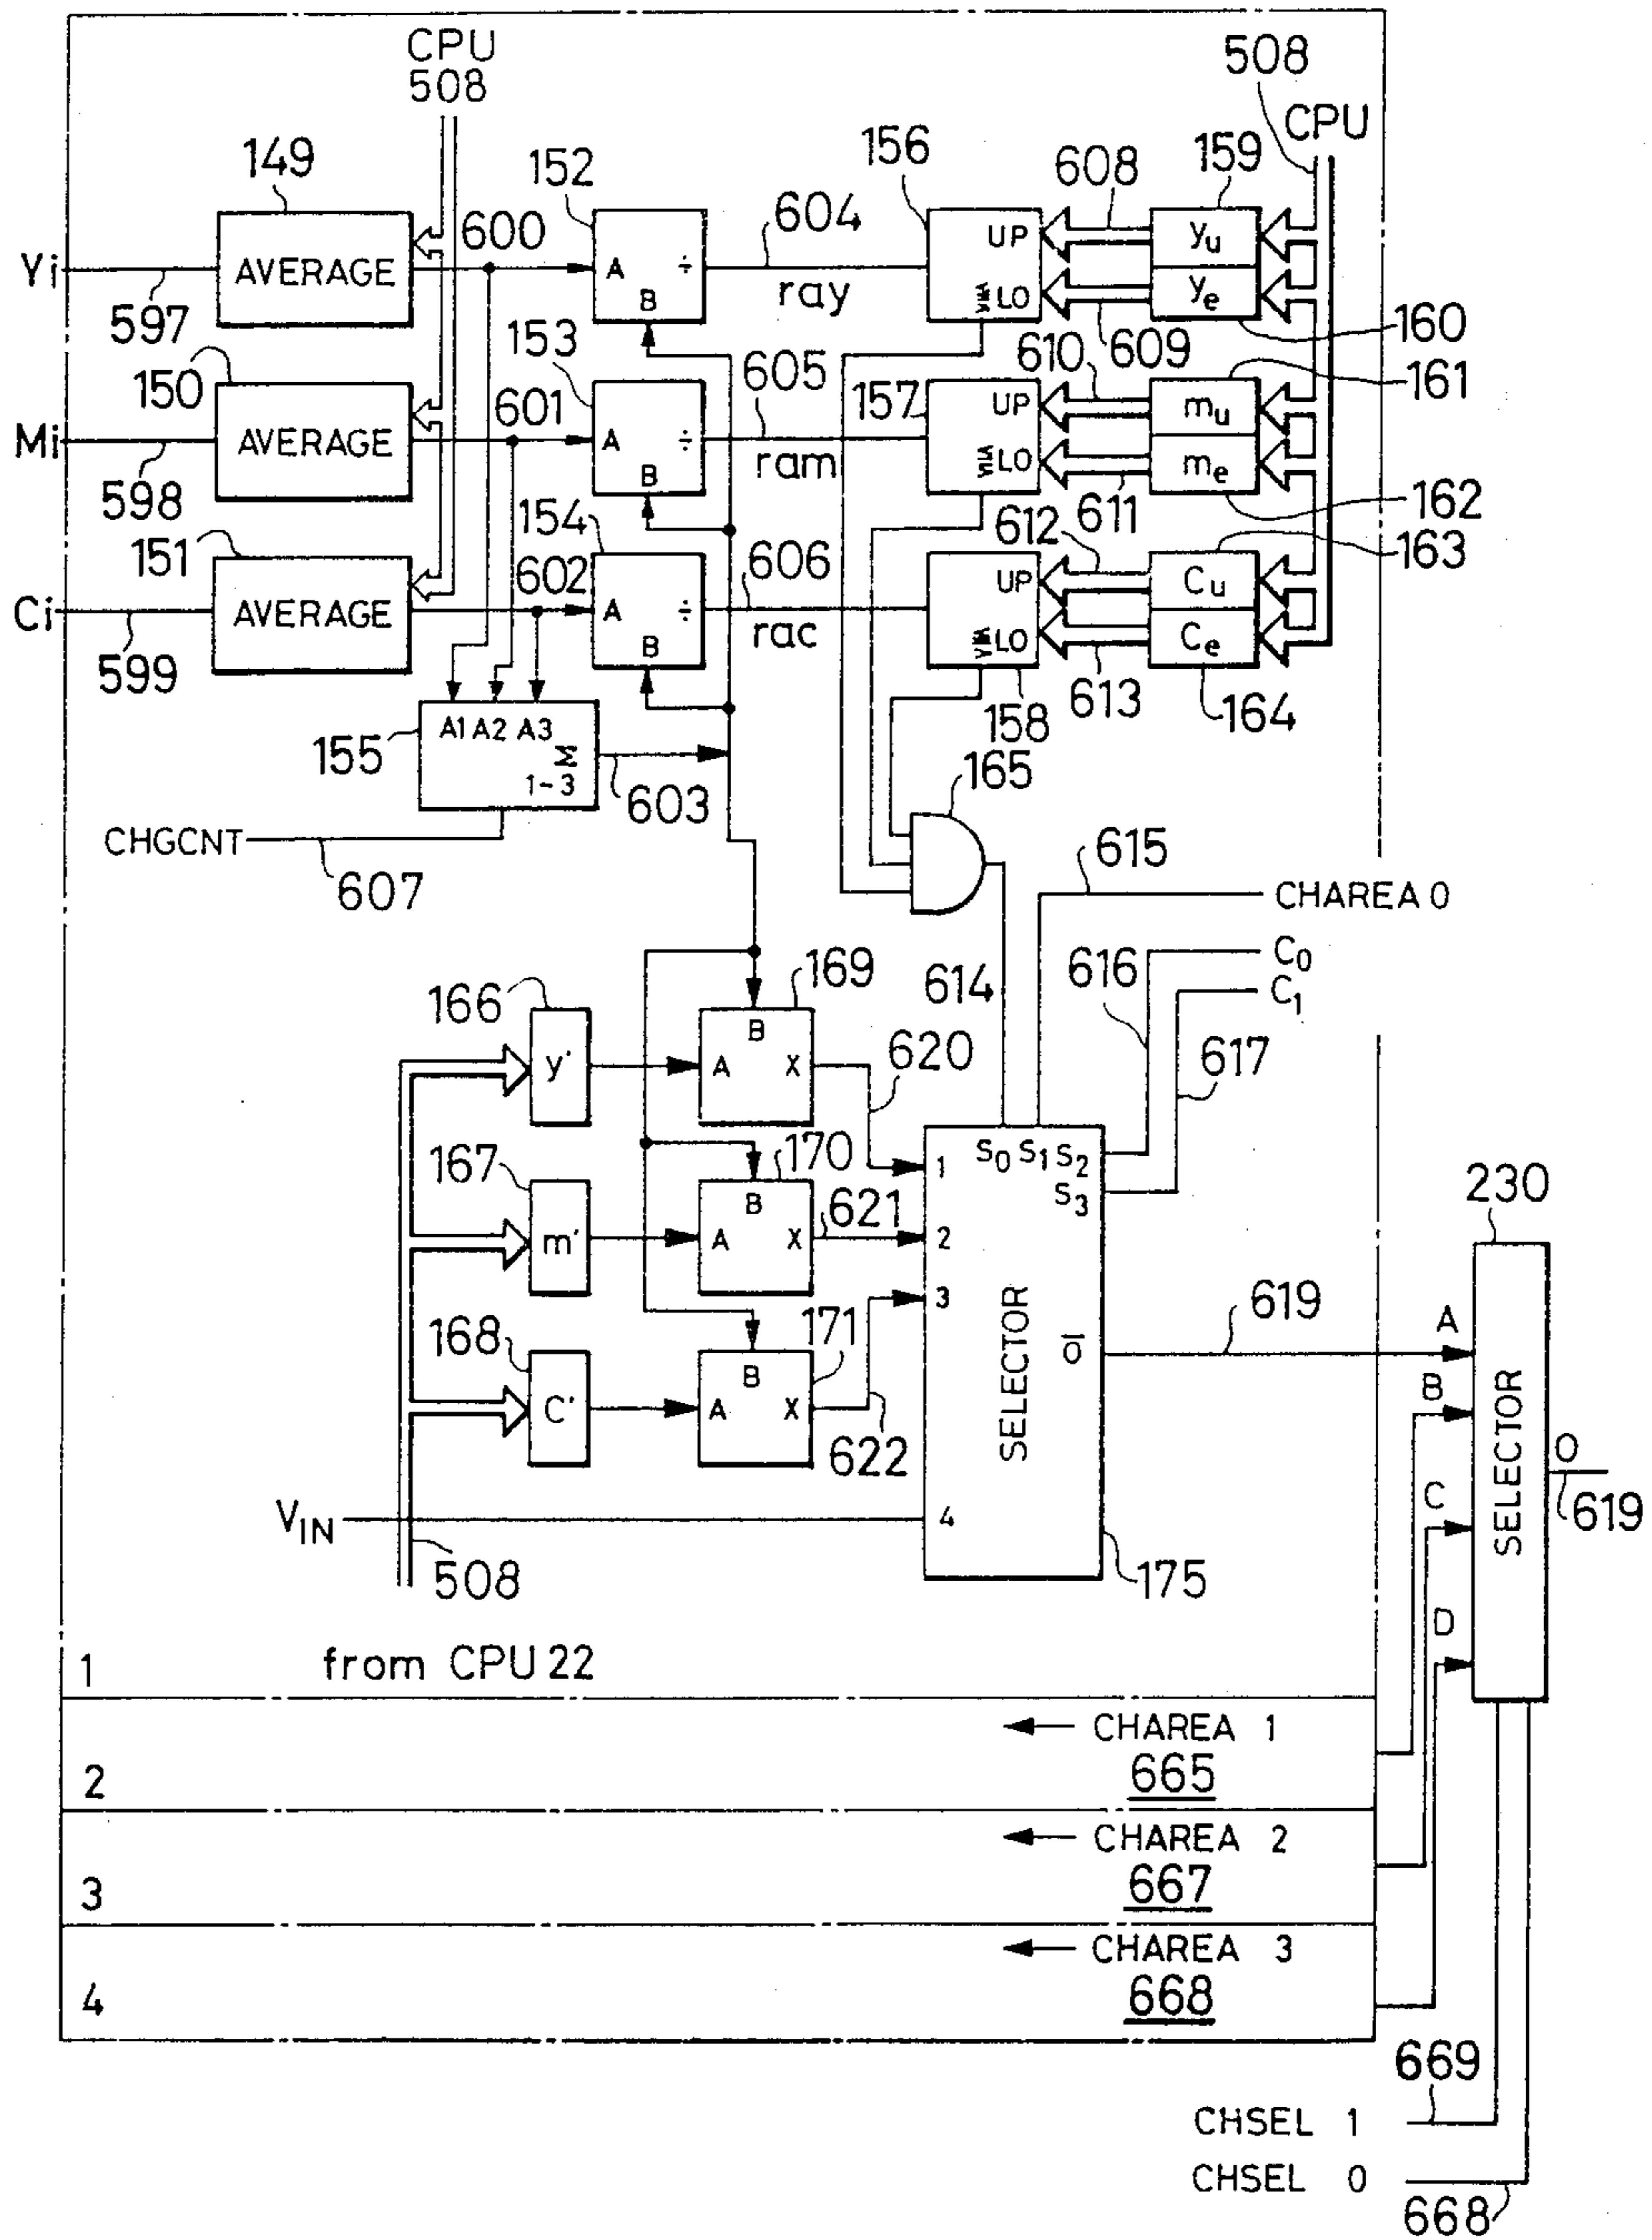 CPU
508
508
CPU
149
152
156
608
159
600
604
UP
yu
Yi
AVERAGE
A
÷
B
ray
LO
ye
597
153
609
160
150
601
605
610
161
157
Mi
AVERAGE
A
÷
B
ram
UP
LO
mu
me
598
154
611
162
151
602
606
612
163
Ci
AVERAGE
A
÷
B
rac
UP
LO
Cu
Ce
599
613
158
164
155
A1 A2 A3
Σ
1-3
603
165
CHGCNT
607
615
CHAREA 0
C0
C1
616
614
617
166
169
620
y'
B
A
X
S0 S1 S2
S3
1
167
170
621
m'
B
A
X
2
230
3
168
171
622
C'
B
A
X
SELECTOR
O
619
A
B
C
D
SELECTOR
O
619
VIN
4
508
175
1
from CPU 22
CHAREA 1
665
2
CHAREA 2
667
3
CHAREA 3
668
4
669
CHSEL 1
CHSEL 0
668